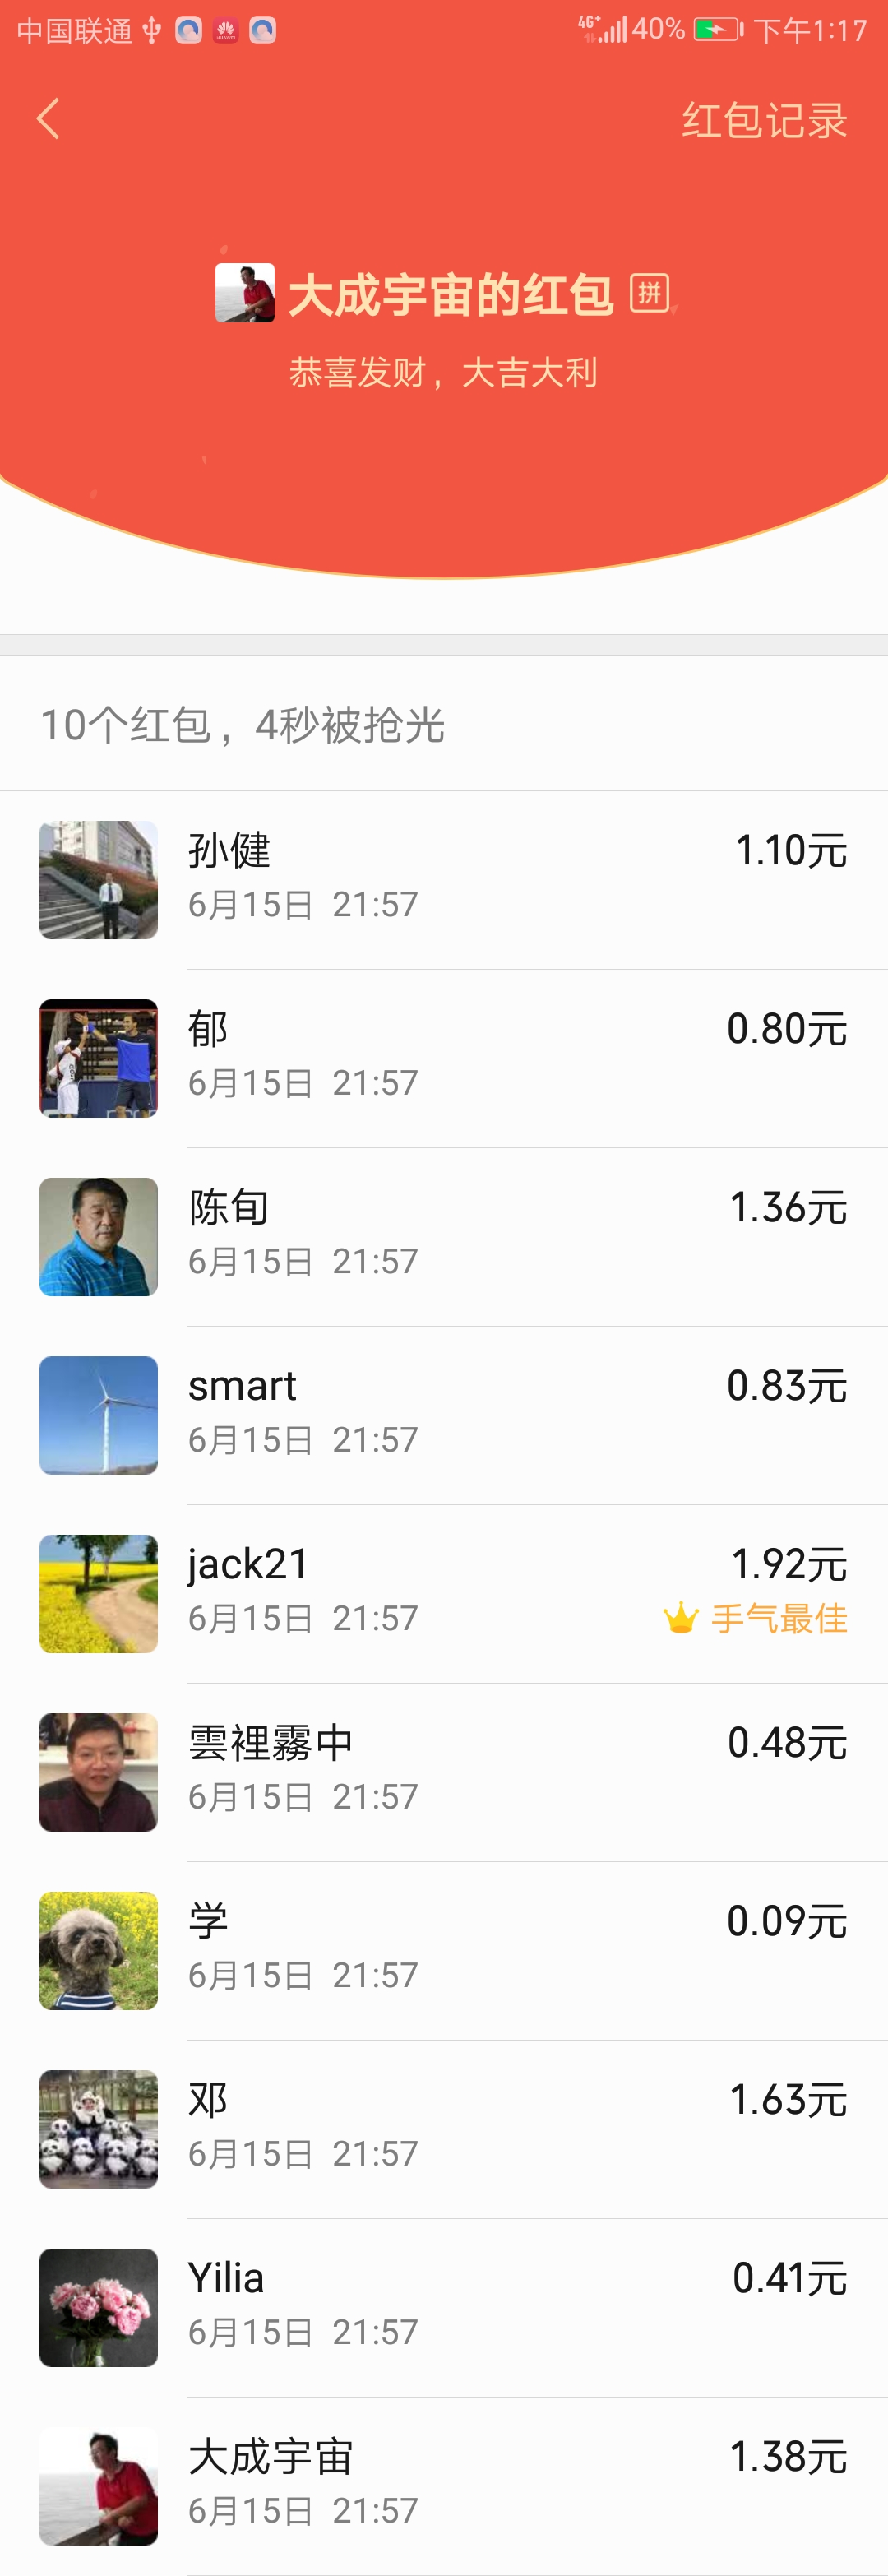 中国联通 4G+ 40% 下午1:17
红包记录
大成宇宙的红包 拼
恭喜发财，大吉大利
10个红包，4秒被抢光
孙健 1.10元
6月15日 21:57
郁 0.80元
6月15日 21:57
陈旬 1.36元
6月15日 21:57
smart 0.83元
6月15日 21:57
jack21 1.92元
6月15日 21:57 手气最佳
雲裡霧中 0.48元
6月15日 21:57
学 0.09元
6月15日 21:57
邓 1.63元
6月15日 21:57
Yilia 0.41元
6月15日 21:57
大成宇宙 1.38元
6月15日 21:57